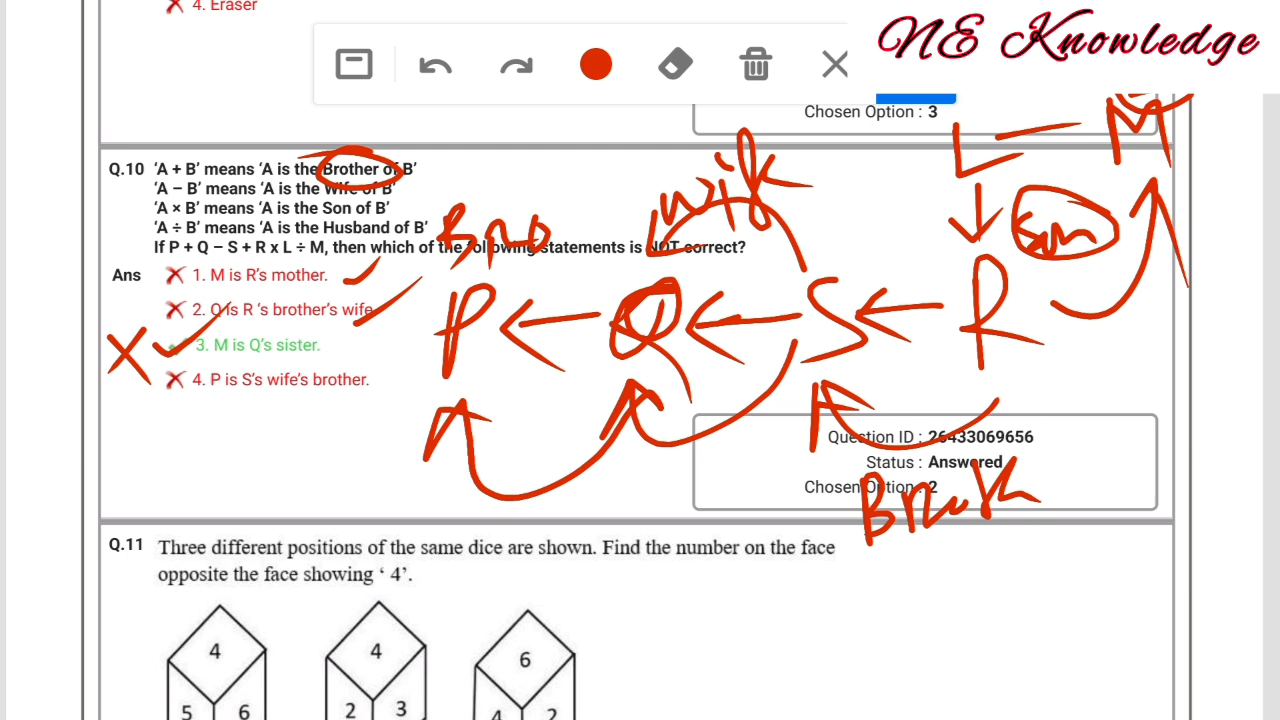 4. Eraser
NE Knowledge
Chosen Option : 3
Q.10 ‘A + B’ means ‘A is the Brother of B’
‘A − B’ means ‘A is the Wife of B’
‘A × B’ means ‘A is the Son of B’
‘A ÷ B’ means ‘A is the Husband of B’
If P + Q − S + R x L ÷ M, then which of the following statements is NOT correct?
Ans 1. M is R’s mother.
2. Q is R ‘s brother’s wife
3. M is Q’s sister.
4. P is S’s wife’s brother.
L M
P Q S R
Question ID : 26433069656
Status : Answered
Chosen Option : 2
Q.11 Three different positions of the same dice are shown. Find the number on the face
opposite the face showing ‘ 4’.
4 4 6
5 6 2 3 4 2